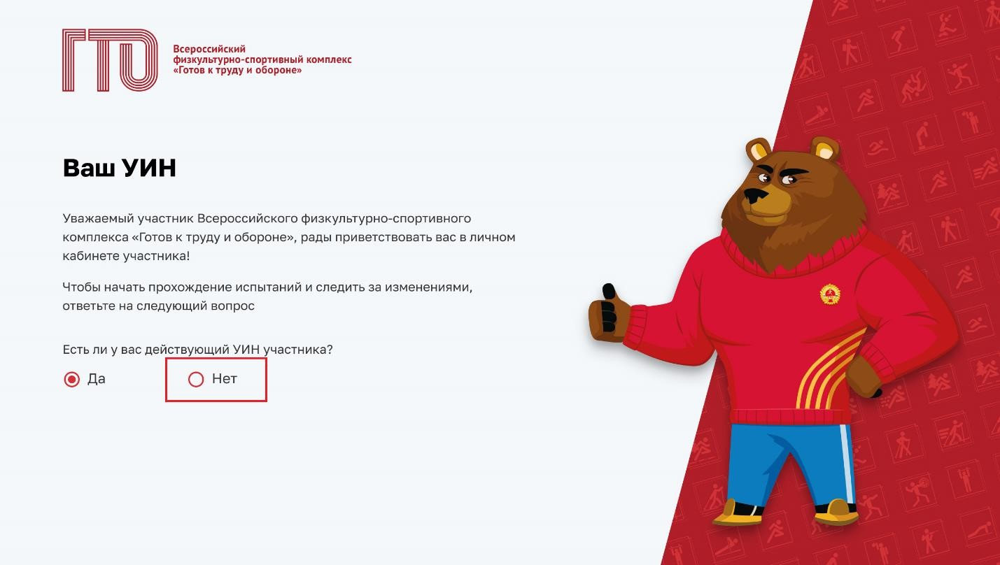 ГТО
Всероссийский
физкультурно-спортивный комплекс
«Готов к труду и обороне»
Ваш УИН
Уважаемый участник Всероссийского физкультурно-спортивного
комплекса «Готов к труду и обороне», рады приветствовать вас в личном
кабинете участника!
Чтобы начать прохождение испытаний и следить за изменениями,
ответьте на следующий вопрос
Есть ли у вас действующий УИН участника?
Да Нет